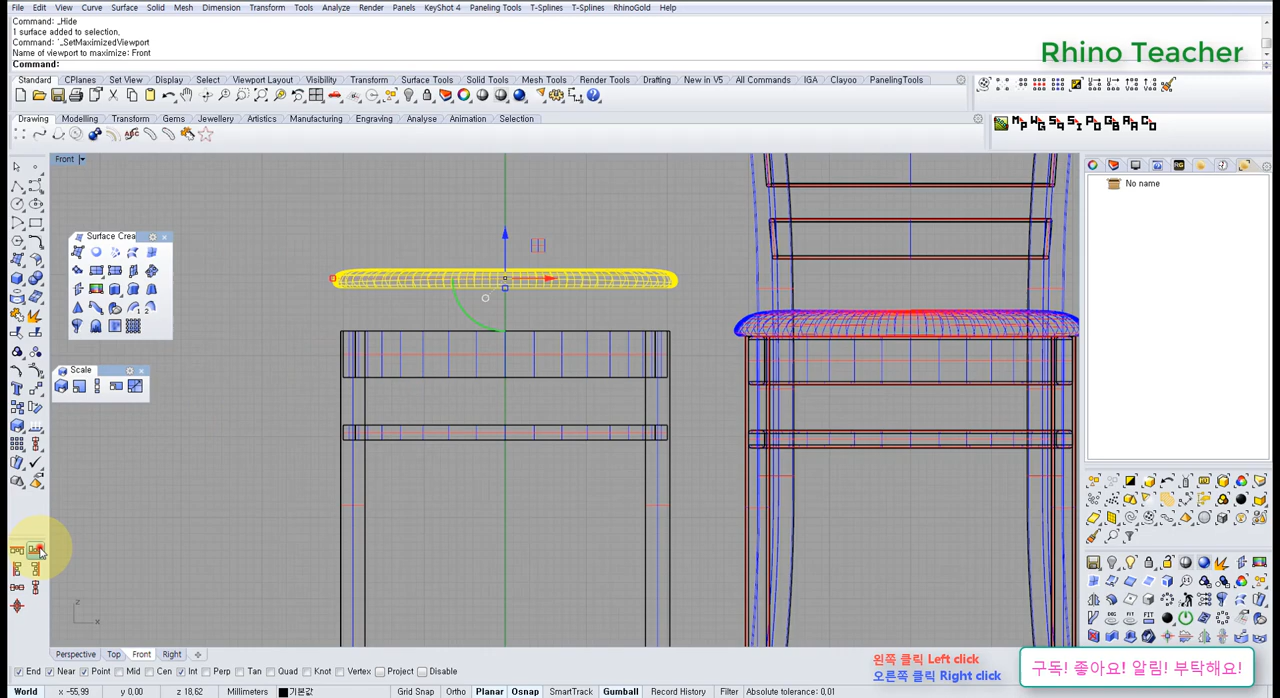 File Edit View Curve Surface Solid Mesh Dimension Transform Tools Analyze Render Panels KeyShot 4 Paneling Tools T-Splines T-Splines RhinoGold Help
Command: _Hide
1 surface added to selection,
Command: '_SetMaximizedViewport
Name of viewport to maximize: Front
Command:
Rhino Teacher
Standard CPlanes Set View Display Select Viewport Layout Visibility Transform Surface Tools Solid Tools Mesh Tools Render Tools Drafting New in V5 All Commands IGA Clayoo PanelingTools
Drawing Modelling Transform Gems Jewellery Artistics Manufacturing Engraving Analyse Animation Selection
Front
No name
Surface Crea
Scale
z
x
Perspective Top Front Right
End Near Point Mid Cen Int Perp Tan Quad Knot Vertex Project Disable
왼쪽 클릭 Left click
오른쪽 클릭 Right click
구독! 좋아요! 알림! 부탁해요!
World x -55,99 y 0,00 z 18,62 Millimeters 기본값 Grid Snap Ortho Planar Osnap SmartTrack Gumball Record History Filter Absolute tolerance: 0,01